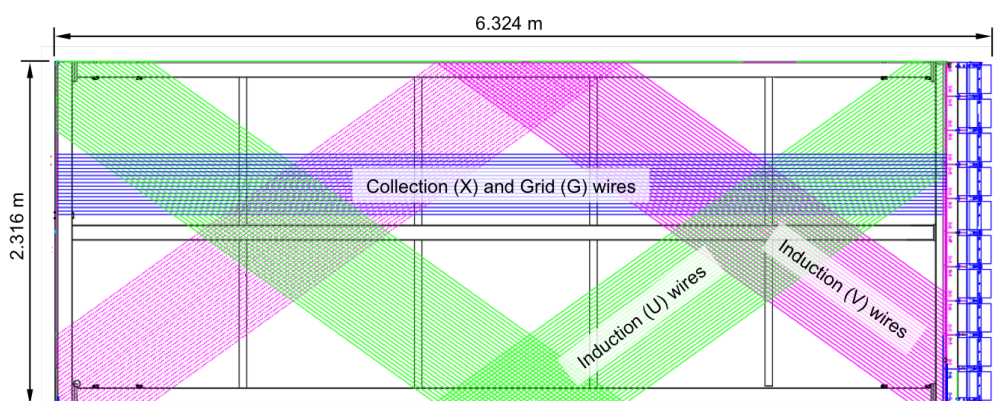 6.324 m
2.316 m
Collection (X) and Grid (G) wires
Induction (U) wires
Induction (V) wires